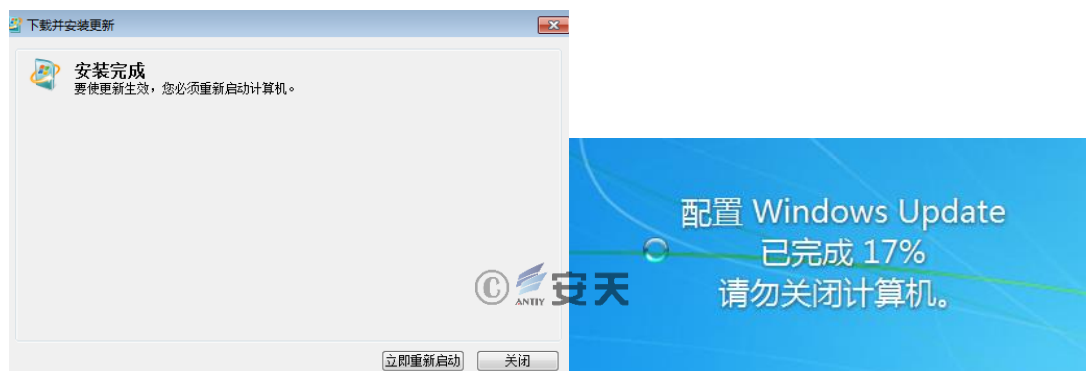 下载并安装更新
安装完成
要使更新生效，您必须重新启动计算机。
立即重新启动
关闭
© ANTIY 安天
配置 Windows Update
已完成 17%
请勿关闭计算机。